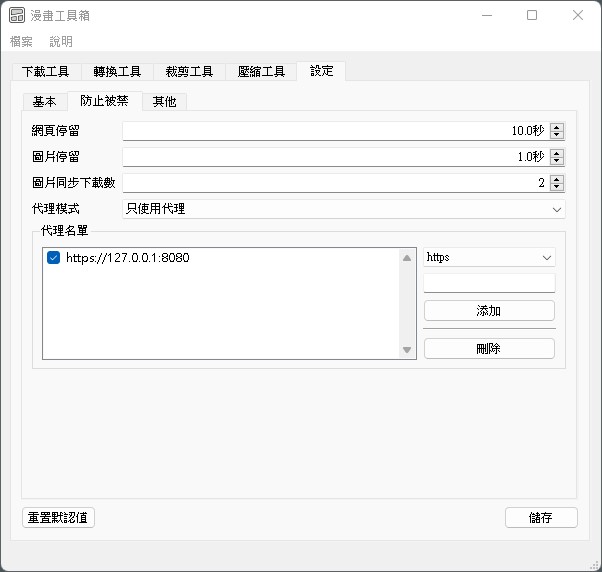 漫畫工具箱
檔案 說明
下載工具 轉換工具 裁剪工具 壓縮工具 設定
基本 防止被禁 其他
網頁停留 10.0秒
圖片停留 1.0秒
圖片同步下載數 2
代理模式 只使用代理
代理名單
https://127.0.0.1:8080 https
添加
刪除
重置默認值 儲存